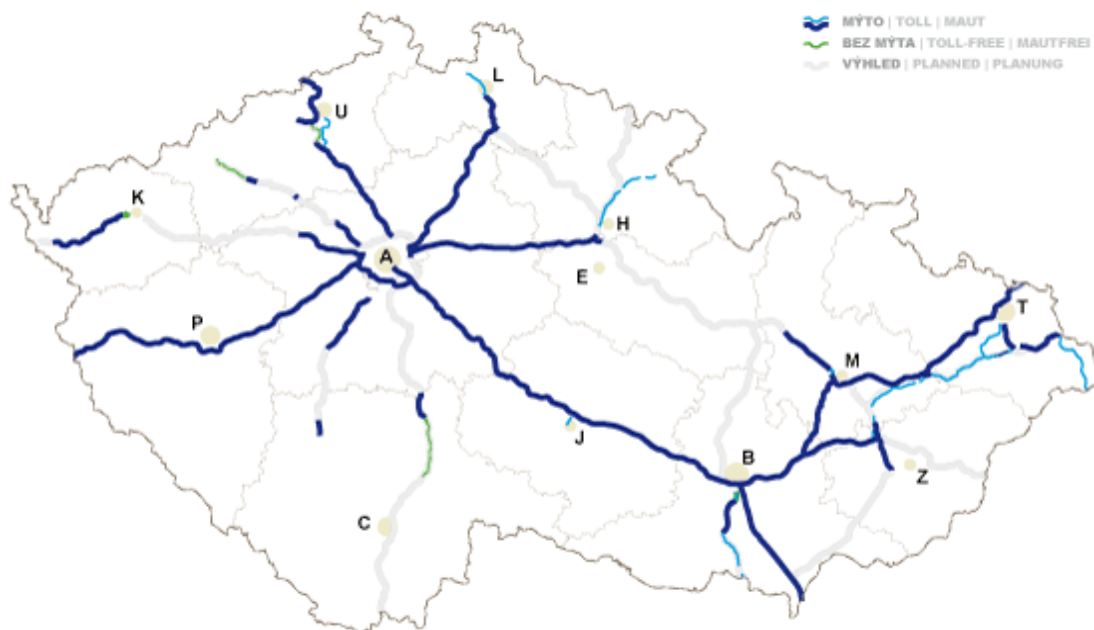 MÝTO | TOLL | MAUT
BEZ MÝTA | TOLL-FREE | MAUTFREI
VÝHLED | PLANNED | PLANUNG
L
U
K
H
A
E
T
P
M
J
B
Z
C